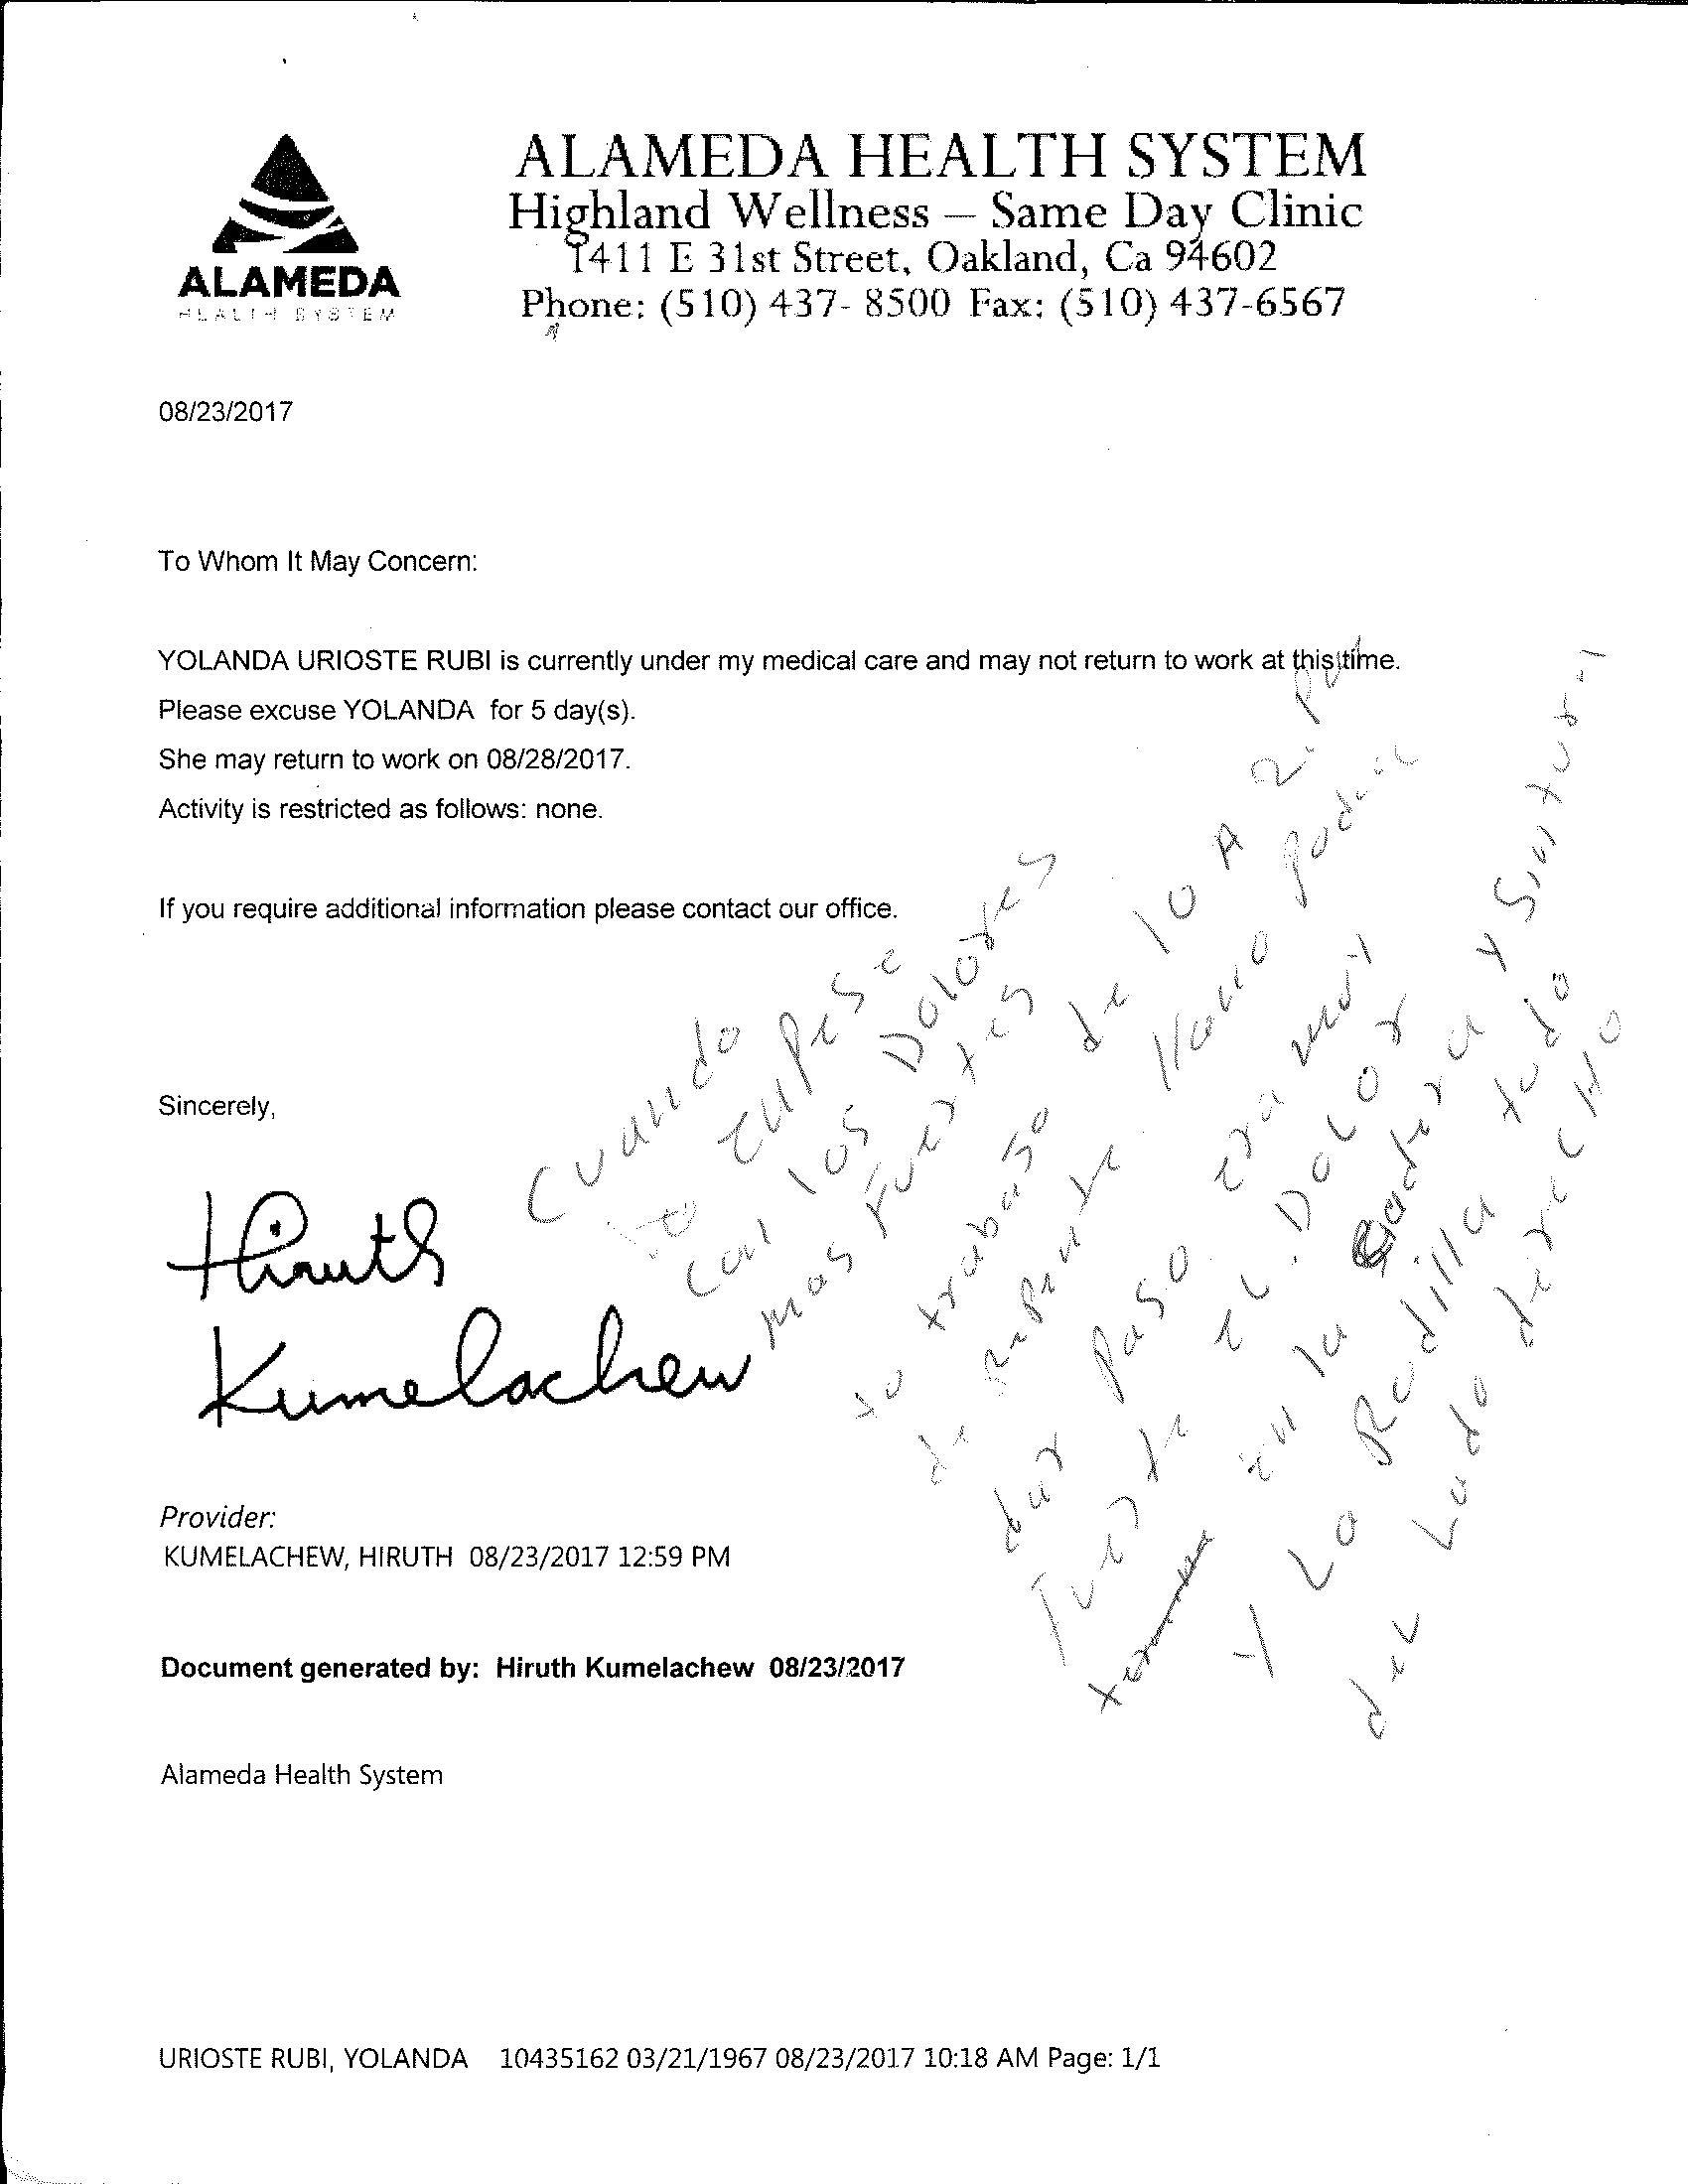 ALAMEDA
HEALTH SYSTEM
ALAMEDA HEALTH SYSTEM
Highland Wellness – Same Day Clinic
1411 E 31st Street, Oakland, Ca 94602
Phone: (510) 437- 8500 Fax: (510) 437-6567
08/23/2017
To Whom It May Concern:
YOLANDA URIOSTE RUBI is currently under my medical care and may not return to work at this time.
Please excuse YOLANDA for 5 day(s).
She may return to work on 08/28/2017.
Activity is restricted as follows: none.
If you require additional information please contact our office.
Sincerely,
Hiruth
Kumelachew
Cuando
io enpese
con los Dolores
mas Fuertes
yo trabaso de 10 A 2. PM
de Repente. Nano podia
dar paso. era muy
Fuerte el. DoLor
en la cadera y Sintura
y La Rodilla todo
del Lado derecHo
Provider:
KUMELACHEW, HIRUTH 08/23/2017 12:59 PM
Document generated by: Hiruth Kumelachew 08/23/2017
Alameda Health System
URIOSTE RUBI, YOLANDA 10435162 03/21/1967 08/23/2017 10:18 AM Page: 1/1